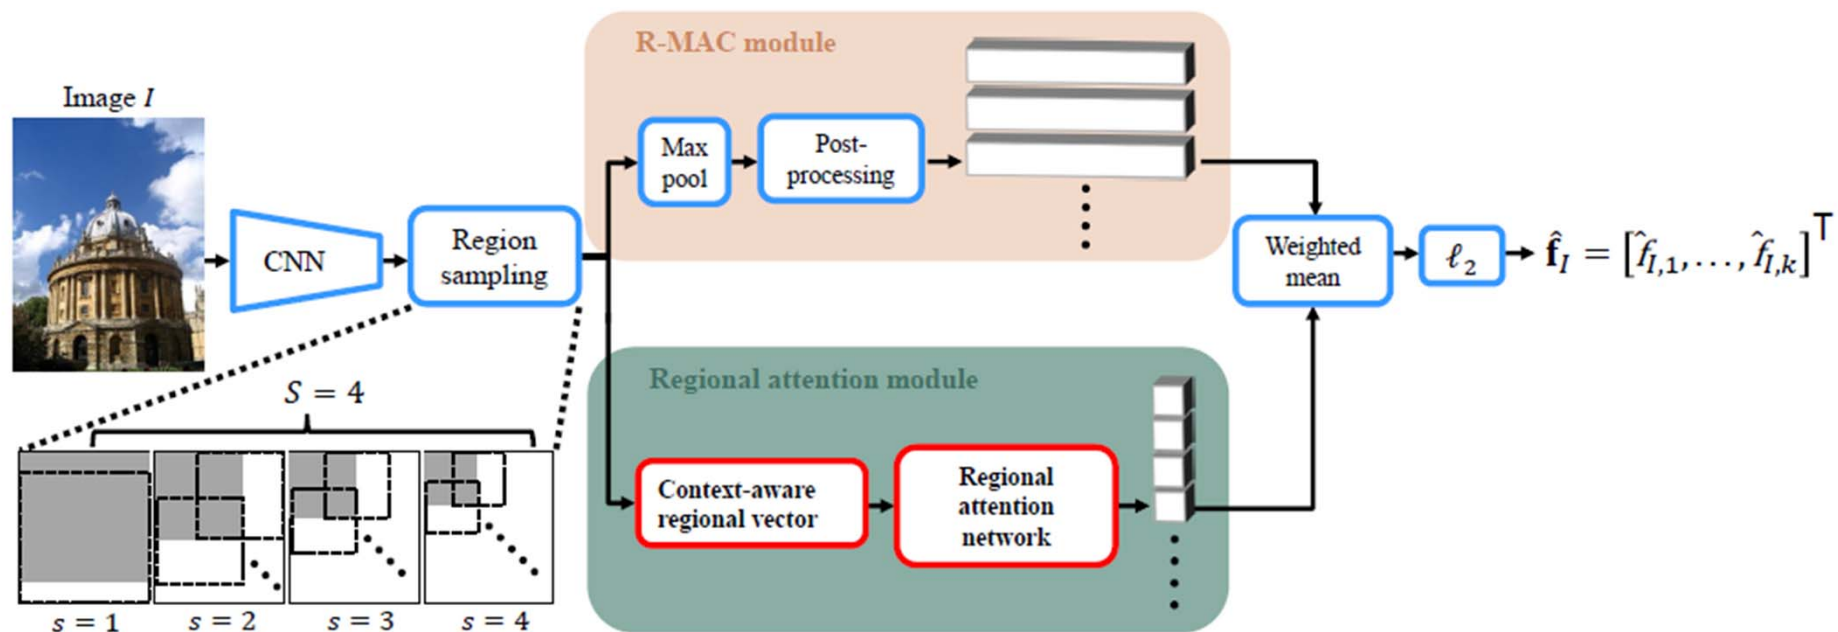 Image I
CNN
Region
sampling
R-MAC module
Max
pool
Post-
processing
Regional attention module
Context-aware
regional vector
Regional
attention
network
Weighted
mean
ℓ₂
f̂_I = [f̂_{I,1}, ..., f̂_{I,k}]^T
S = 4
s = 1
s = 2
s = 3
s = 4